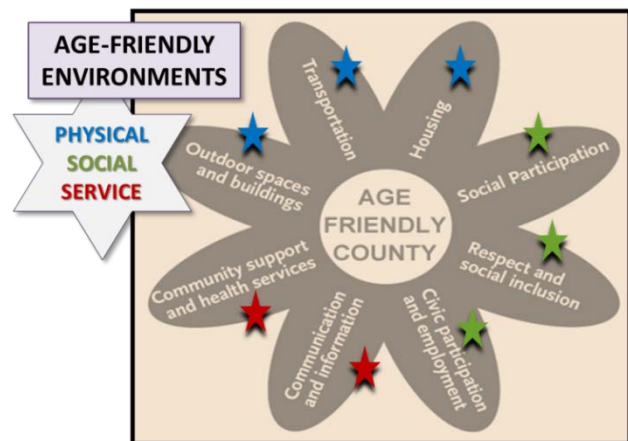 AGE-FRIENDLY
ENVIRONMENTS
PHYSICAL
SOCIAL
SERVICE
Transportation
Housing
Social Participation
Respect and
social inclusion
Civic participation
and employment
Communication
and information
Community support
and health services
Outdoor spaces
and buildings
AGE
FRIENDLY
COUNTY